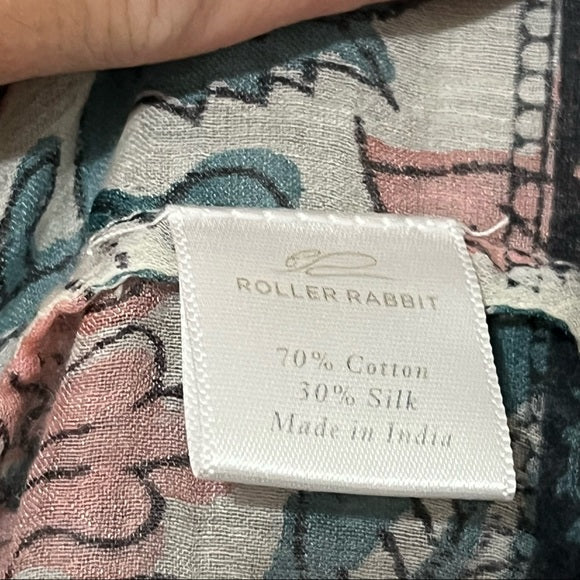 ROLLER RABBIT
70% Cotton
30% Silk
Made in India